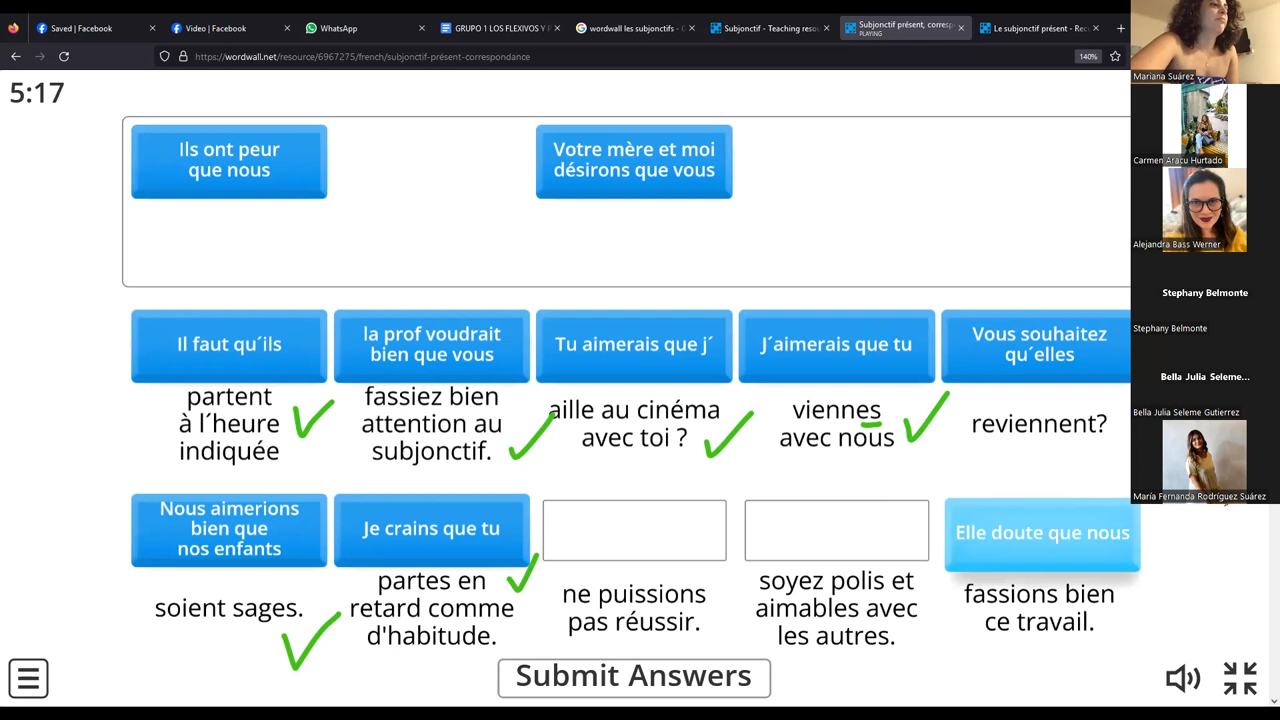 Saved | Facebook
Video | Facebook
WhatsApp
GRUPO 1 LOS FLEXIVOS Y F
wordwall les subjonctifs - G
Subjonctif - Teaching reso
Subjonctif présent, corresp
PLAYING
Le subjonctif présent - Rec
https://wordwall.net/resource/6967275/french/subjonctif-présent-correspondance
140%
5:17
Ils ont peur
que nous
Votre mère et moi
désirons que vous
Il faut qu´ils
la prof voudrait
bien que vous
Tu aimerais que j´
J´aimerais que tu
Vous souhaitez
qu´elles
partent
à l´heure
indiquée
fassiez bien
attention au
subjonctif.
aille au cinéma
avec toi ?
viennes
avec nous
reviennent?
Nous aimerions
bien que
nos enfants
Je crains que tu
Elle doute que nous
soient sages.
partes en
retard comme
d'habitude.
ne puissions
pas réussir.
soyez polis et
aimables avec
les autres.
fassions bien
ce travail.
Submit Answers
Mariana Suárez
Carmen Aracu Hurtado
Alejandra Bass Werner
Stephany Belmonte
Stephany Belmonte
Bella Julia Seleme...
Bella Julia Seleme Gutierrez
María Fernanda Rodríguez Suárez